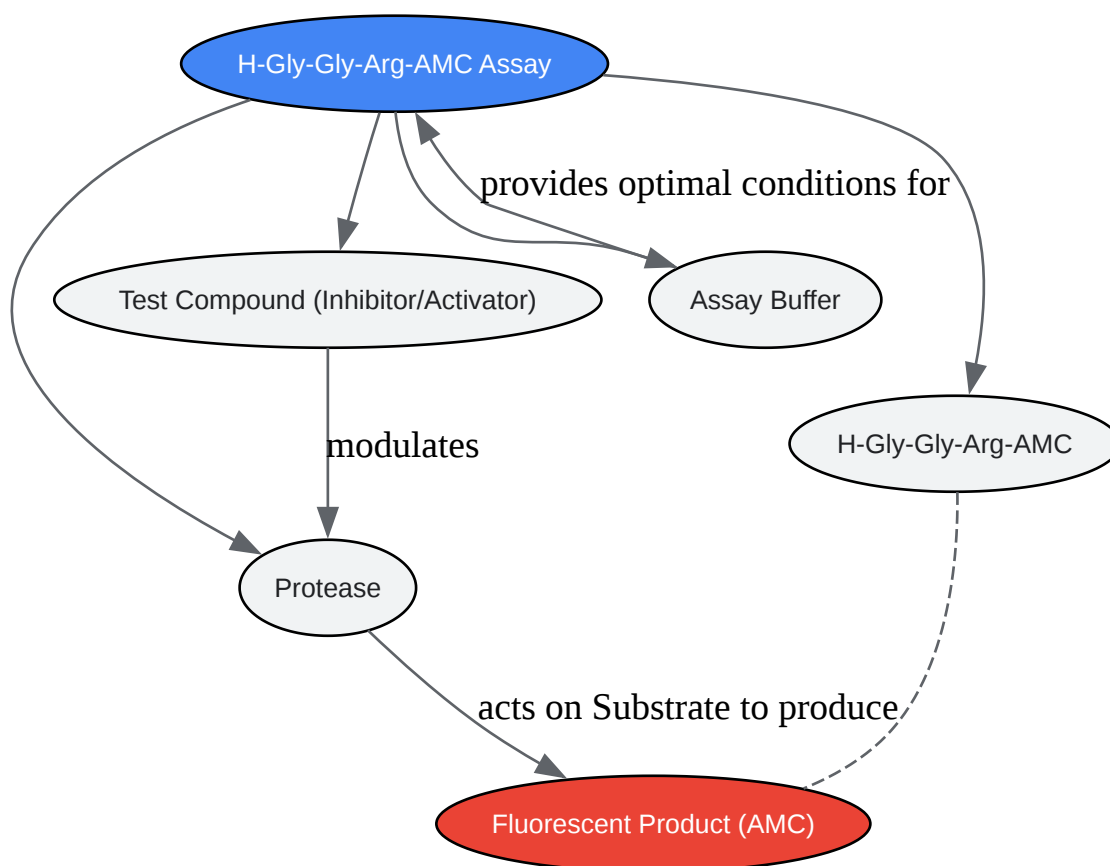 H-Gly-Gly-Arg-AMC Assay
provides optimal conditions for
Test Compound (Inhibitor/Activator)
Assay Buffer
H-Gly-Gly-Arg-AMC
modulates
Protease
acts on Substrate to produce
Fluorescent Product (AMC)